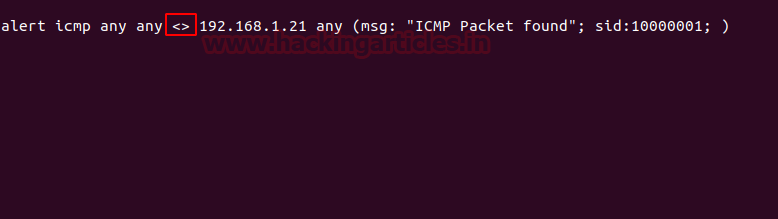 alert icmp any any <> 192.168.1.21 any (msg: "ICMP Packet found"; sid:10000001; )
www.hackingarticles.in